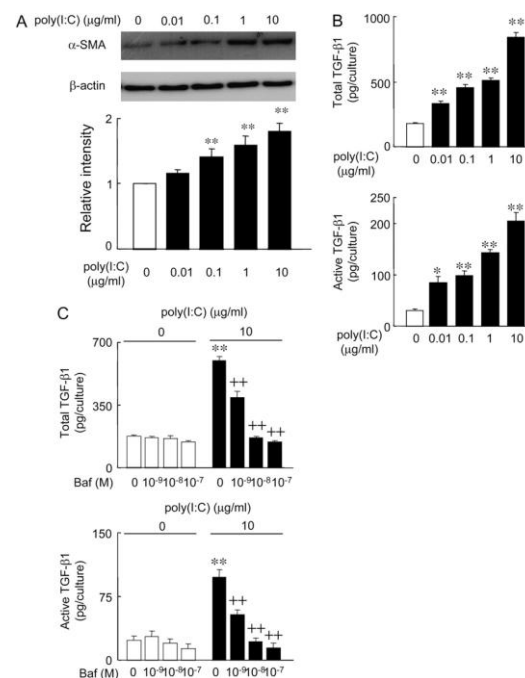 A poly(I:C) (μg/ml) 0 0.01 0.1 1 10
α-SMA
β-actin
Relative intensity
2
1
0
** ** **
poly(I:C) (μg/ml) 0 0.01 0.1 1 10
B
Total TGF-β1 (pg/culture)
1000
500
0
** ** ** **
poly(I:C) (μg/ml) 0 0.01 0.1 1 10
Active TGF-β1 (pg/culture)
250
200
100
0
* ** ** **
poly(I:C) (μg/ml) 0 0.01 0.1 1 10
C
poly(I:C) (μg/ml)
0 10
Total TGF-β1 (pg/culture)
700
350
0
** ++ ++ ++
Baf (M) 0 10-9 10-8 10-7 0 10-9 10-8 10-7
poly(I:C) (μg/ml)
0 10
Active TGF-β1 (pg/culture)
150
75
0
** ++ ++ ++
Baf (M) 0 10-9 10-8 10-7 0 10-9 10-8 10-7